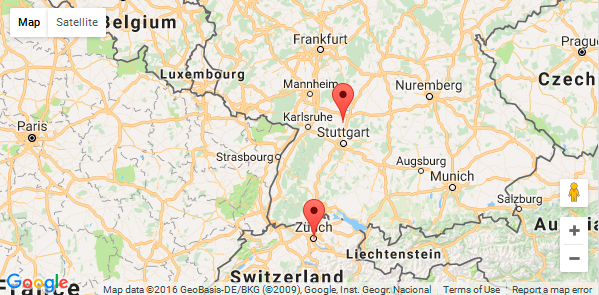 Map Satellite
Belgium
Frankfurt
Prague
Luxembourg
Mannheim
Nuremberg
Czech
Paris
Karlsruhe
Stuttgart
Strasbourg
Augsburg
Munich
Salzburg
Zürich
Austria
Liechtenstein
Switzerland
France
Google
Map data ©2016 GeoBasis-DE/BKG (©2009), Google, Inst. Geogr. Nacional Terms of Use Report a map error